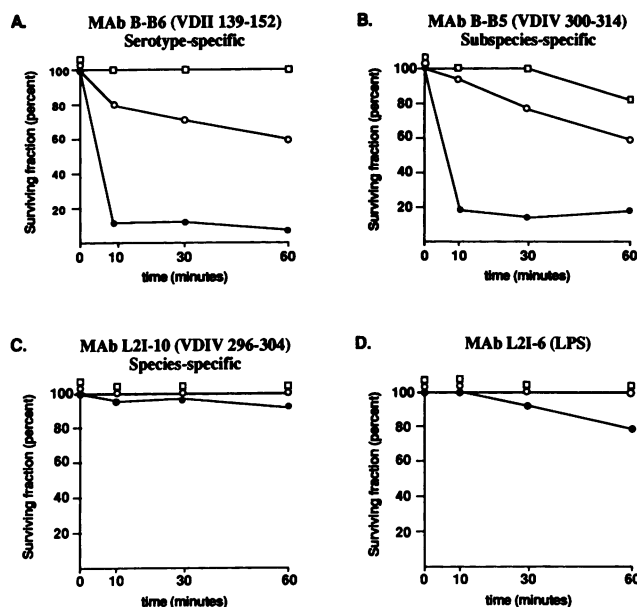 A.
MAb B-B6 (VDII 139-152)
Serotype-specific
Surviving fraction (percent)
100
80
60
40
20
0
10
30
60
time (minutes)
B.
MAb B-B5 (VDIV 300-314)
Subspecies-specific
Surviving fraction (percent)
100
80
60
40
20
0
10
30
60
time (minutes)
C.
MAb L2I-10 (VDIV 296-304)
Species-specific
Surviving fraction (percent)
100
80
60
40
20
0
10
30
60
time (minutes)
D.
MAb L2I-6 (LPS)
Surviving fraction (percent)
100
80
60
40
20
0
10
30
60
time (minutes)